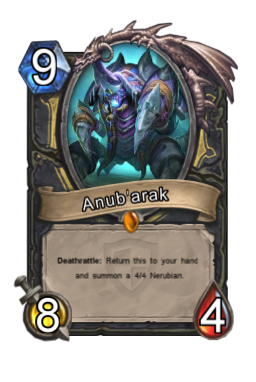 9
Anub'arak
Deathrattle: Return this to your hand
and summon a 4/4 Nerubian.
8 4